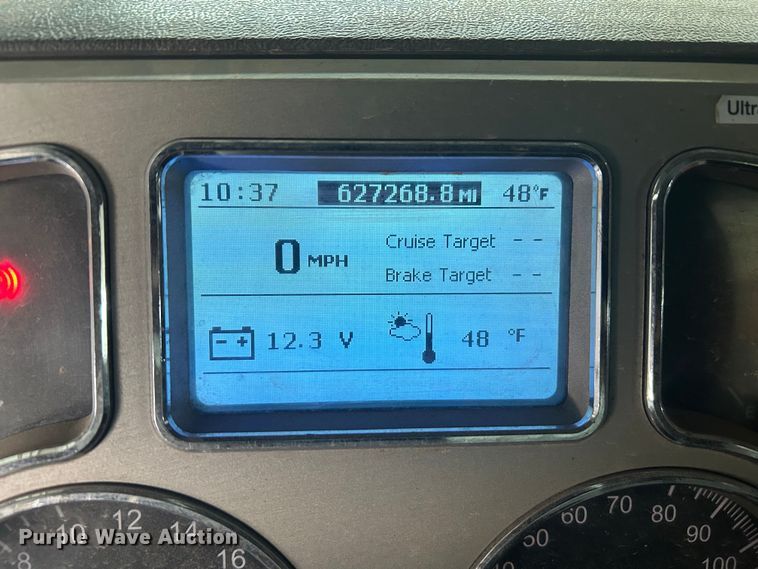 Ultr
10:37 627268.8 MI 48°F
0 MPH
Cruise Target - -
Brake Target - -
- + 12.3 V 48 °F
E
8 10 12 14 16
50 60 70 80 90 100
100
Purple Wave Auction